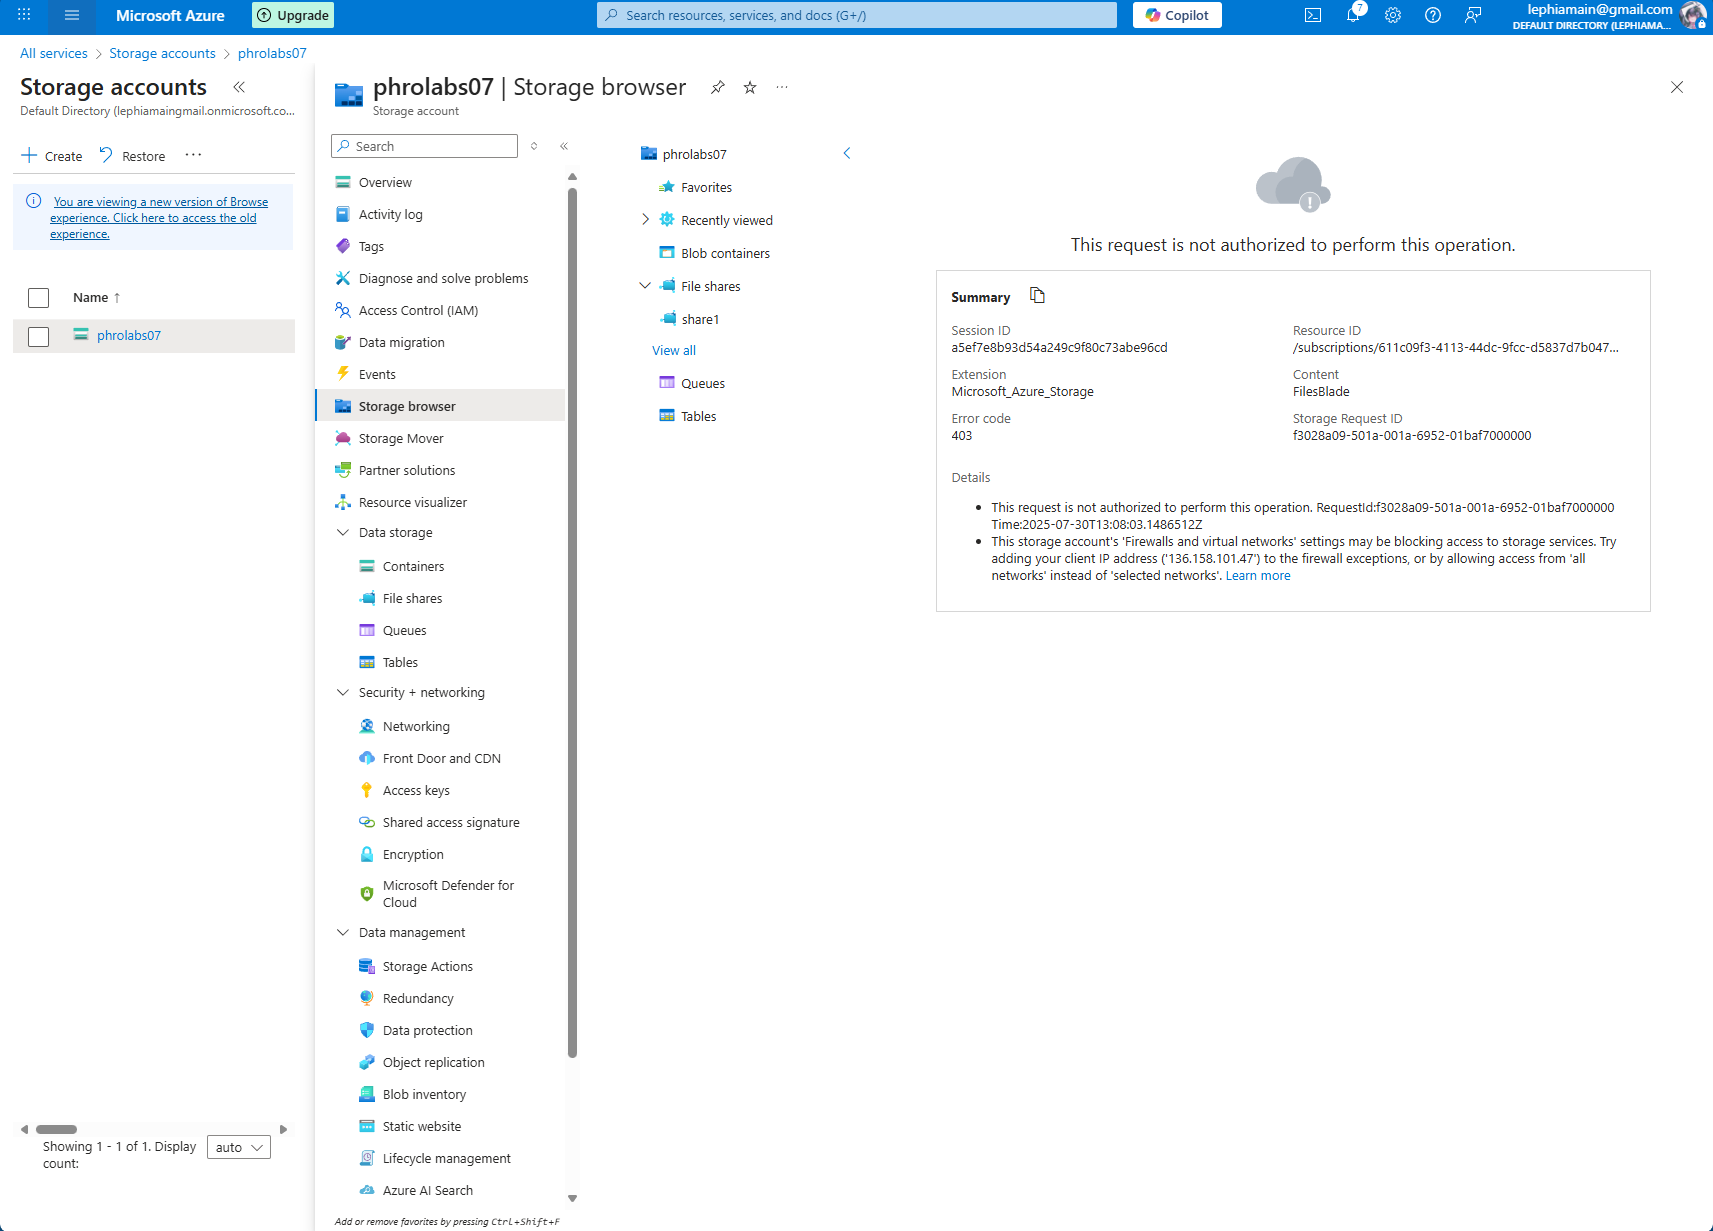 Microsoft Azure
Upgrade
Search resources, services, and docs (G+/)
Copilot
7
lephiamain@gmail.com
DEFAULT DIRECTORY (LEPHIAMA...
All services > Storage accounts > phrolabs07
Storage accounts
Default Directory (lephiamaingmail.onmicrosoft.co...
Create
Restore
You are viewing a new version of Browse
experience. Click here to access the old
experience.
Name ↑
phrolabs07
Showing 1 - 1 of 1. Display
count:
auto
phrolabs07 | Storage browser
Storage account
Search
Overview
Activity log
Tags
Diagnose and solve problems
Access Control (IAM)
Data migration
Events
Storage browser
Storage Mover
Partner solutions
Resource visualizer
Data storage
Containers
File shares
Queues
Tables
Security + networking
Networking
Front Door and CDN
Access keys
Shared access signature
Encryption
Microsoft Defender for
Cloud
Data management
Storage Actions
Redundancy
Data protection
Object replication
Blob inventory
Static website
Lifecycle management
Azure AI Search
Add or remove favorites by pressing Ctrl+Shift+F
phrolabs07
Favorites
Recently viewed
Blob containers
File shares
share1
View all
Queues
Tables
This request is not authorized to perform this operation.
Summary
Session ID
a5ef7e8b93d54a249c9f80c73abe96cd
Resource ID
/subscriptions/611c09f3-4113-44dc-9fcc-d5837d7b047...
Extension
Microsoft_Azure_Storage
Content
FilesBlade
Error code
403
Storage Request ID
f3028a09-501a-001a-6952-01baf7000000
Details
• This request is not authorized to perform this operation. RequestId:f3028a09-501a-001a-6952-01baf7000000
Time:2025-07-30T13:08:03.1486512Z
• This storage account's 'Firewalls and virtual networks' settings may be blocking access to storage services. Try
adding your client IP address ('136.158.101.47') to the firewall exceptions, or by allowing access from 'all
networks' instead of 'selected networks'. Learn more